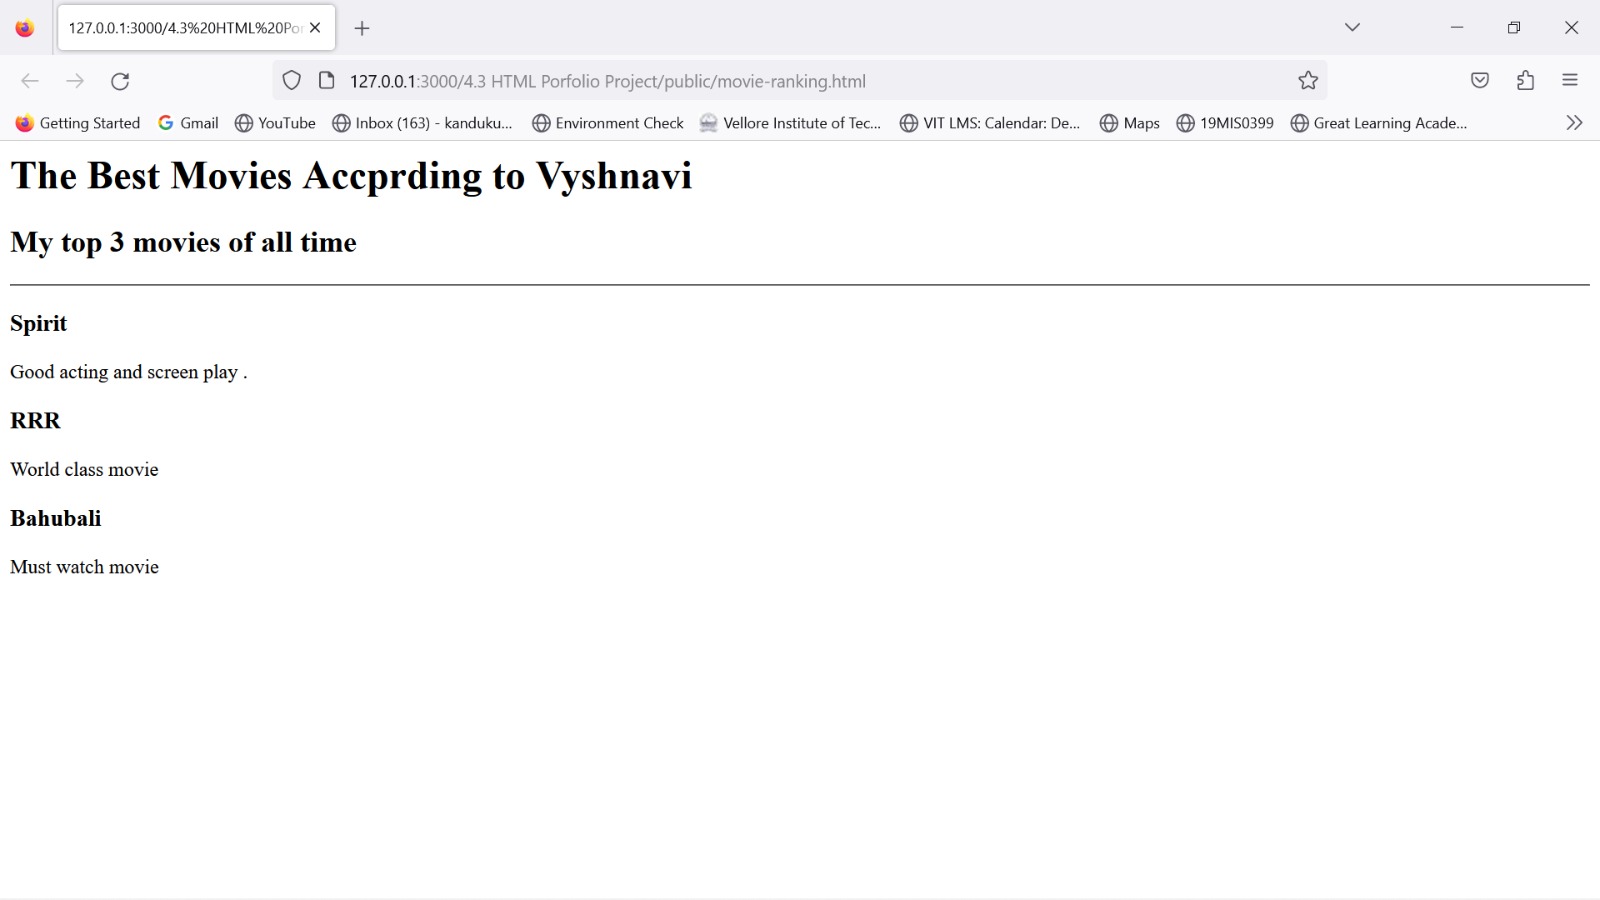 127.0.0.1:3000/4.3%20HTML%20Por
127.0.0.1:3000/4.3 HTML Porfolio Project/public/movie-ranking.html
Getting Started Gmail YouTube Inbox (163) - kanduku... Environment Check Vellore Institute of Tec... VIT LMS: Calendar: De... Maps 19MIS0399 Great Learning Acade...
The Best Movies Accprding to Vyshnavi
My top 3 movies of all time
Spirit
Good acting and screen play .
RRR
World class movie
Bahubali
Must watch movie